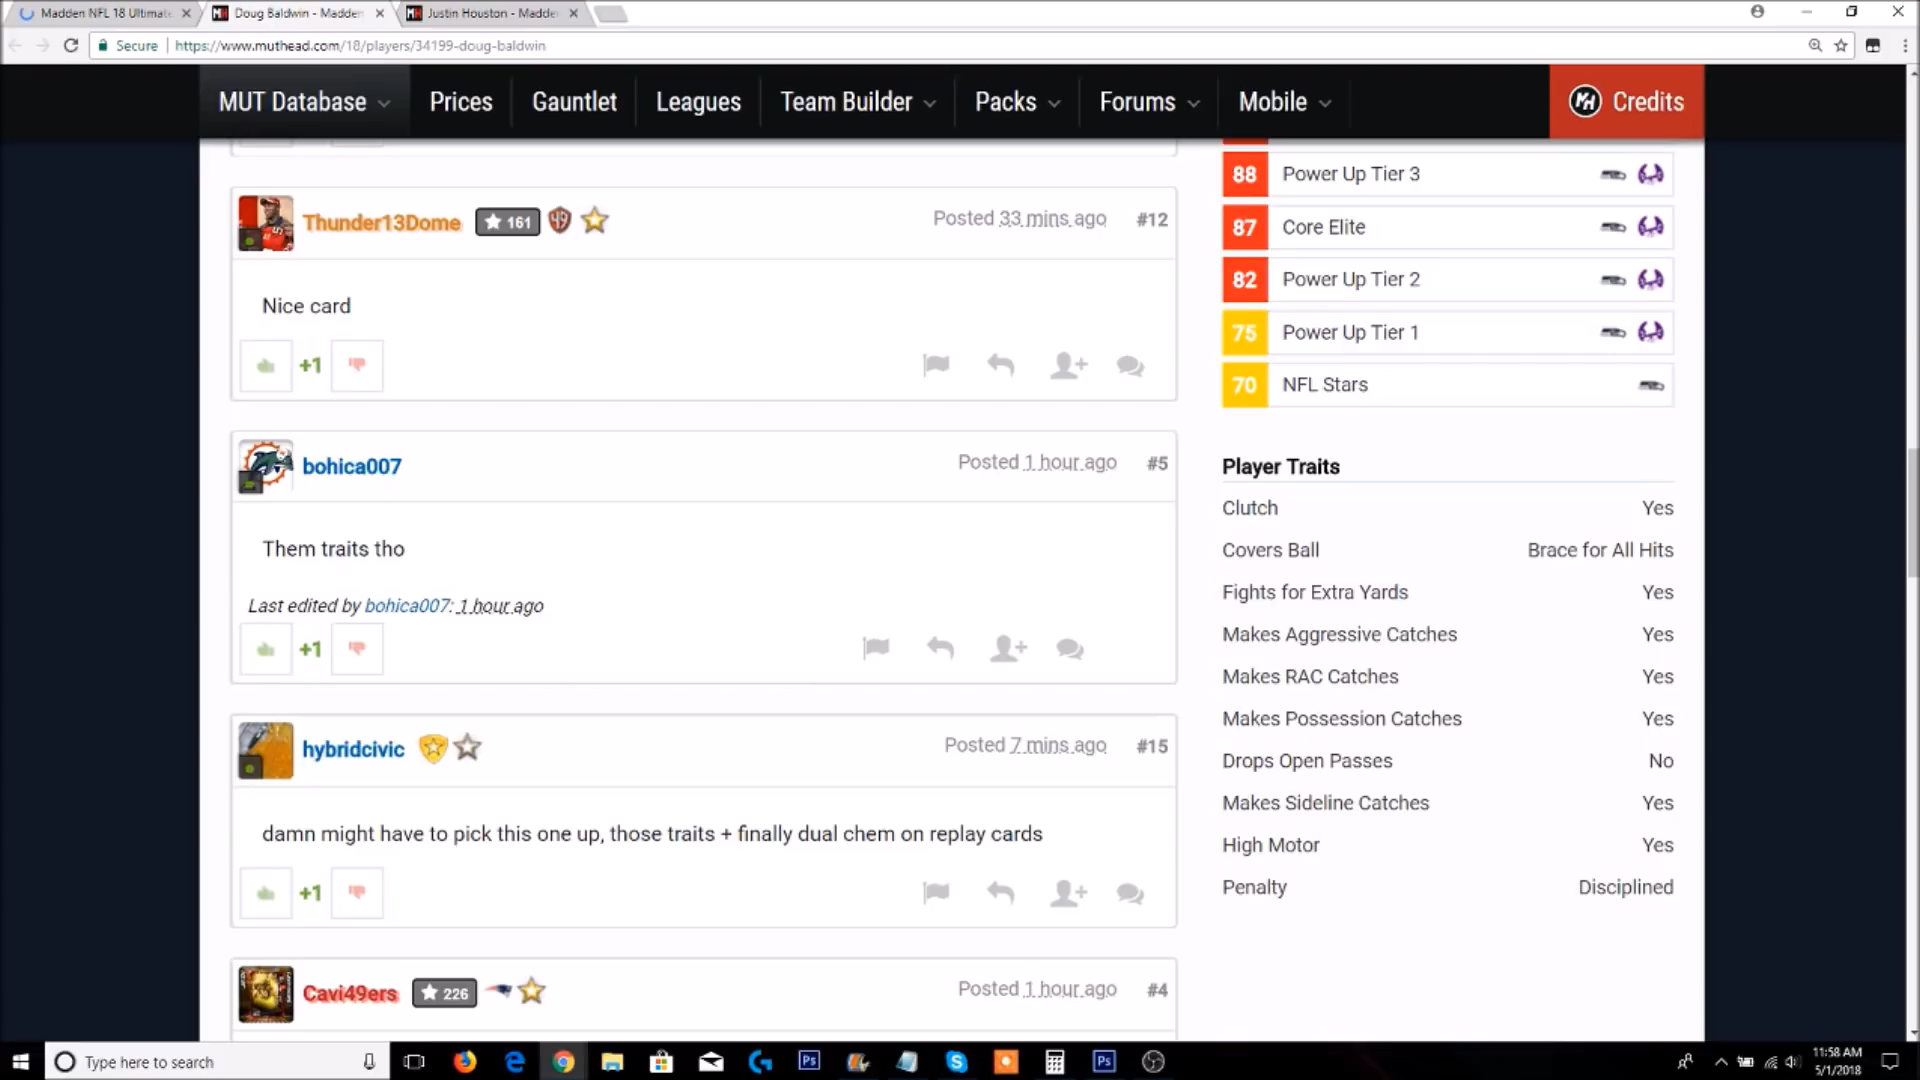 Madden NFL 18 Ultimate
Doug Baldwin - Madden
Justin Houston - Madde
Secure
https://www.muthead.com/18/players/34199-doug-baldwin
MUT Database
Prices
Gauntlet
Leagues
Team Builder
Packs
Forums
Mobile
Credits
Thunder13Dome
161
Posted 33 mins ago
#12
Nice card
+1
bohica007
Posted 1 hour ago
#5
Them traits tho
Last edited by bohica007: 1 hour ago
+1
hybridcivic
Posted 7 mins ago
#15
damn might have to pick this one up, those traits + finally dual chem on replay cards
+1
Cavi49ers
226
Posted 1 hour ago
#4
88 Power Up Tier 3
87 Core Elite
82 Power Up Tier 2
75 Power Up Tier 1
70 NFL Stars
Player Traits
Clutch Yes
Covers Ball Brace for All Hits
Fights for Extra Yards Yes
Makes Aggressive Catches Yes
Makes RAC Catches Yes
Makes Possession Catches Yes
Drops Open Passes No
Makes Sideline Catches Yes
High Motor Yes
Penalty Disciplined
Type here to search
11:58 AM
5/1/2018